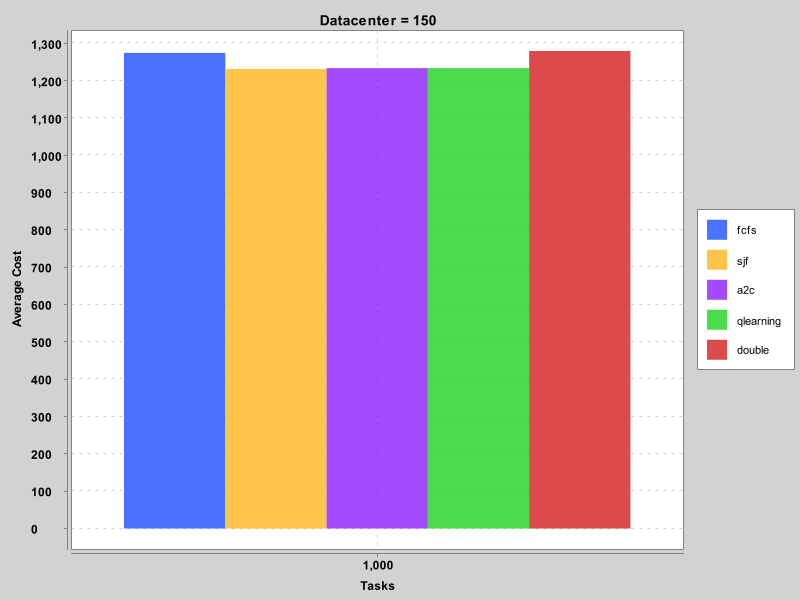 Datacenter = 150
1,300
1,200
1,100
1,000
900
800
700
600
500
400
300
200
100
0
Average Cost
1,000
Tasks
fcfs
sjf
a2c
qlearning
double